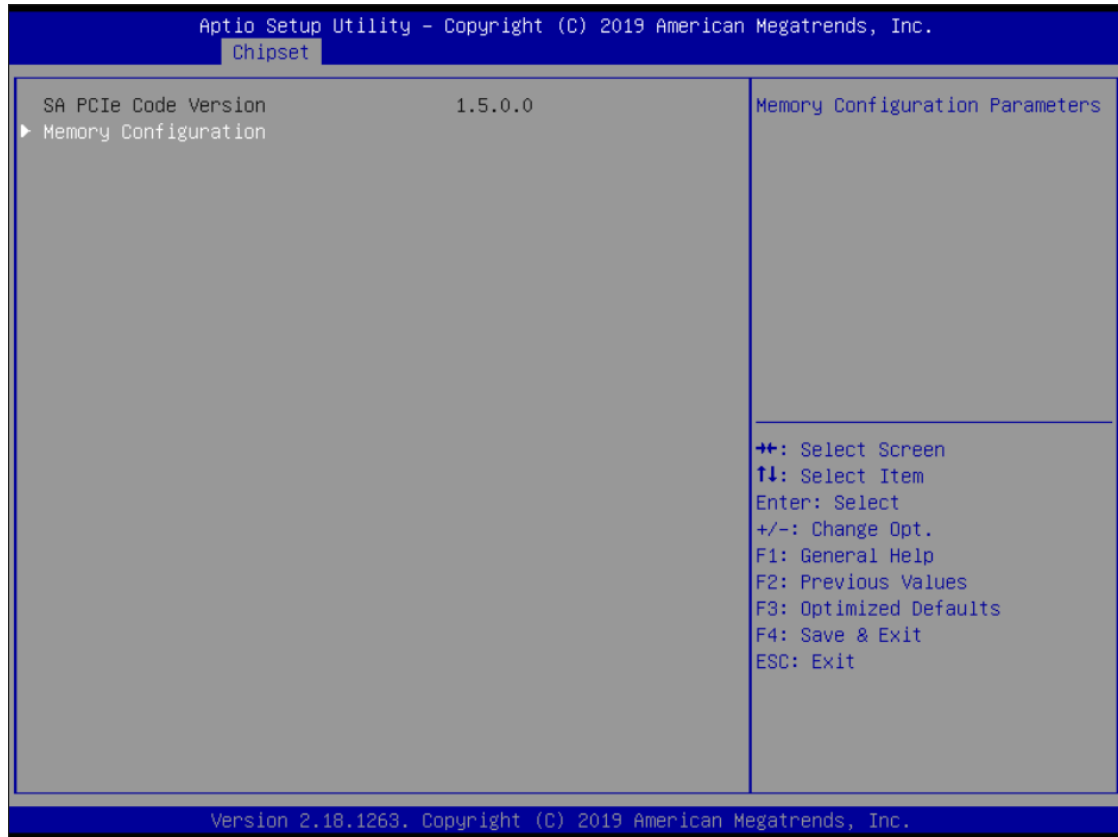 Aptio Setup Utility – Copyright (C) 2019 American Megatrends, Inc.
Chipset
SA PCIe Code Version 1.5.0.0
Memory Configuration
Memory Configuration Parameters
→←: Select Screen
↑↓: Select Item
Enter: Select
+/-: Change Opt.
F1: General Help
F2: Previous Values
F3: Optimized Defaults
F4: Save & Exit
ESC: Exit
Version 2.18.1263. Copyright (C) 2019 American Megatrends, Inc.